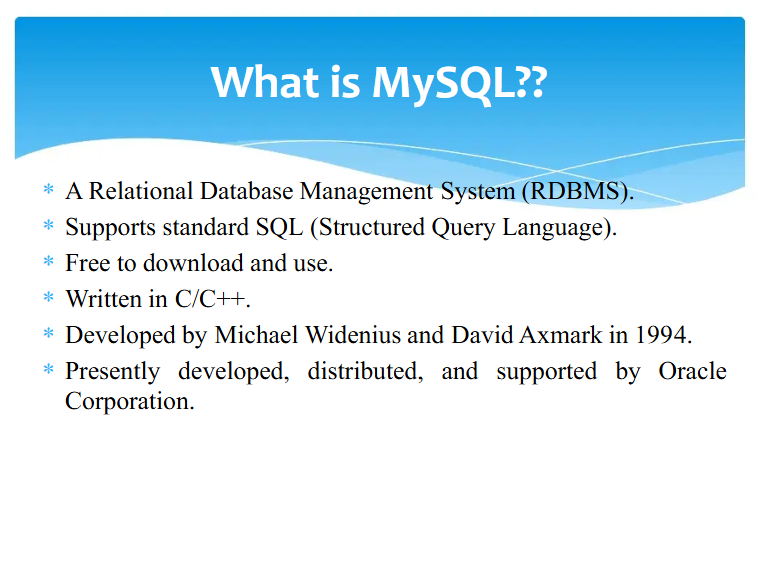 What is MySQL??
* A Relational Database Management System (RDBMS).
* Supports standard SQL (Structured Query Language).
* Free to download and use.
* Written in C/C++.
* Developed by Michael Widenius and David Axmark in 1994.
* Presently developed, distributed, and supported by Oracle
Corporation.